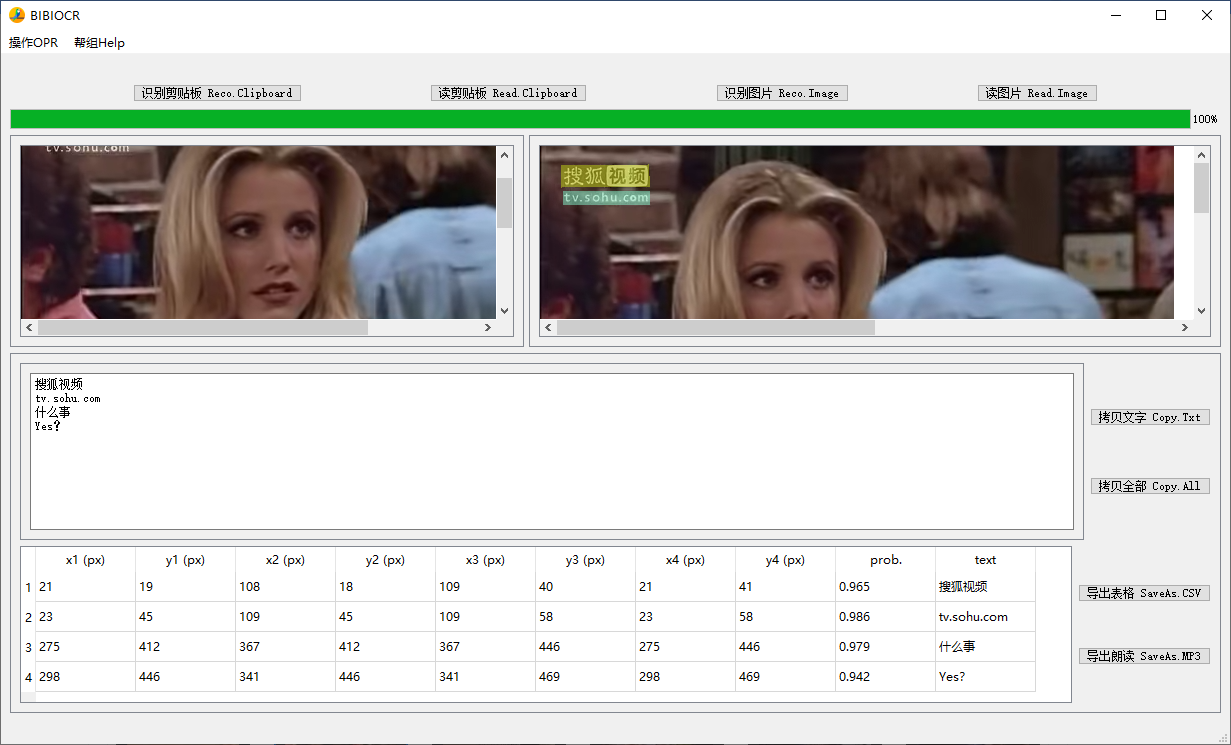 BIBIOCR
操作OPR 帮组Help
识别剪贴板 Reco.Clipboard 读剪贴板 Read.Clipboard 识别图片 Reco.Image 读图片 Read.Image
100%
tv.sohu.com
搜狐视频
tv.sohu.com
搜狐视频
tv.sohu.com
什么事
Yes?
拷贝文字 Copy.Txt
拷贝全部 Copy.All
x1 (px) y1 (px) x2 (px) y2 (px) x3 (px) y3 (px) x4 (px) y4 (px) prob. text
1 21 19 108 18 109 40 21 41 0.965 搜狐视频
2 23 45 109 45 109 58 23 58 0.986 tv.sohu.com
3 275 412 367 412 367 446 275 446 0.979 什么事
4 298 446 341 446 341 469 298 469 0.942 Yes?
导出表格 SaveAs.CSV
导出朗读 SaveAs.MP3